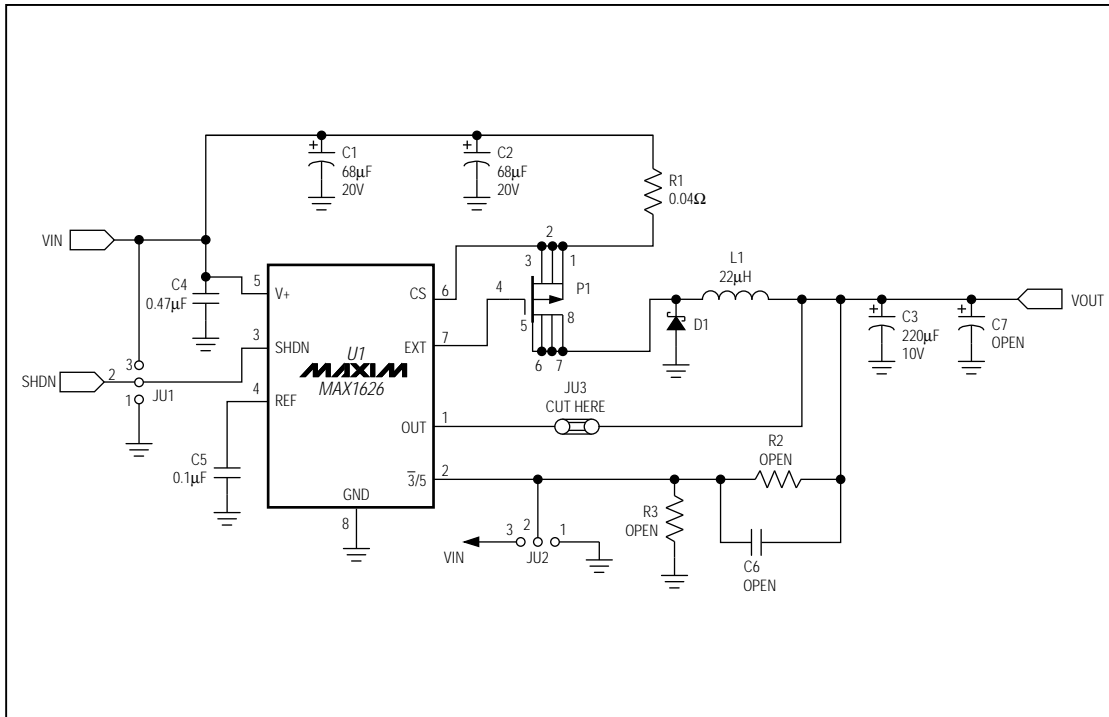 C1
68µF
20V
C2
68µF
20V
R1
0.04Ω
VIN
C4
0.47µF
5
V+
CS
6
3
2
1
4
P1
5
8
6
7
L1
22µH
D1
C3
220µF
10V
C7
OPEN
VOUT
3
SHDN
EXT
7
U1
MAXIM
MAX1626
SHDN
3
2
1
JU1
4
REF
OUT
1
JU3
CUT HERE
C5
0.1µF
3̅/5
2
R2
OPEN
GND
8
R3
OPEN
VIN
3
2
1
JU2
C6
OPEN